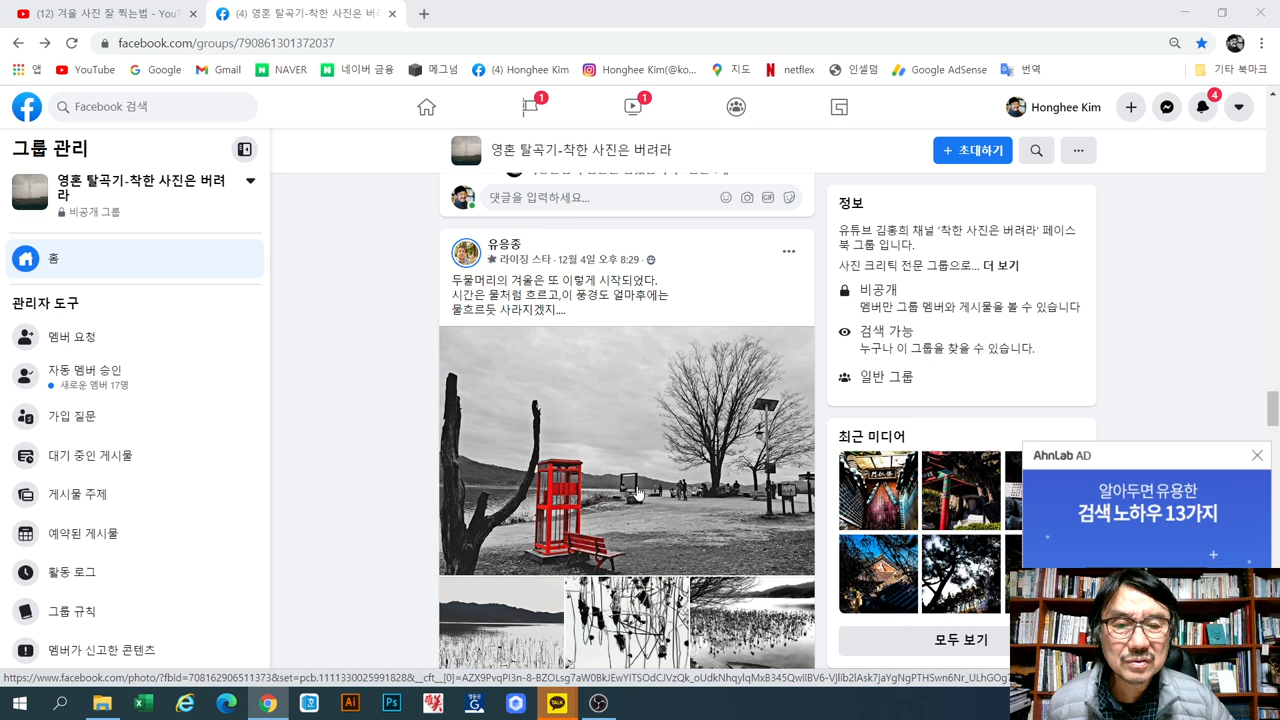 (12) 겨울 사진 잘 찍는법 - YouT
(4) 영혼 탈곡기-착한 사진은 버
facebook.com/groups/790861301372037
앱
YouTube
Google
Gmail
NAVER
네이버 금융
메그넘
(4) Honghee Kim
Honghee Kim(@ko...
지도
netflex
인셀덤
Google AdSense
번역
기타 북마크
Facebook 검색
1
1
Honghee Kim
4
그룹 관리
영혼 탈곡기-착한 사진은 버려
라
비공개 그룹
홈
관리자 도구
멤버 요청
자동 멤버 승인
새로운 멤버 17명
가입 질문
대기 중인 게시물
게시물 주제
예약된 게시물
활동 로그
그룹 규칙
멤버가 신고한 콘텐츠
영혼 탈곡기-착한 사진은 버려라
+ 초대하기
댓글을 입력하세요...
GIF
유응중
라이징 스타 · 12월 4일 오후 8:29 ·
두물머리의 겨울은 또 이렇게 시작되었다.
시간은 물처럼 흐르고,이 풍경도 얼마후에는
물흐르듯 사라지겠지....
정보
유튜브 김홍희 채널 '착한 사진은 버려라' 페이스
북 그룹 입니다.
사진 크리틱 전문 그룹으로... 더 보기
비공개
멤버만 그룹 멤버와 게시물을 볼 수 있습니다
검색 가능
누구나 이 그룹을 찾을 수 있습니다.
일반 그룹
최근 미디어
모두 보기
AhnLab AD
알아두면 유용한
검색 노하우 13가지
Ai
Ps
TALK